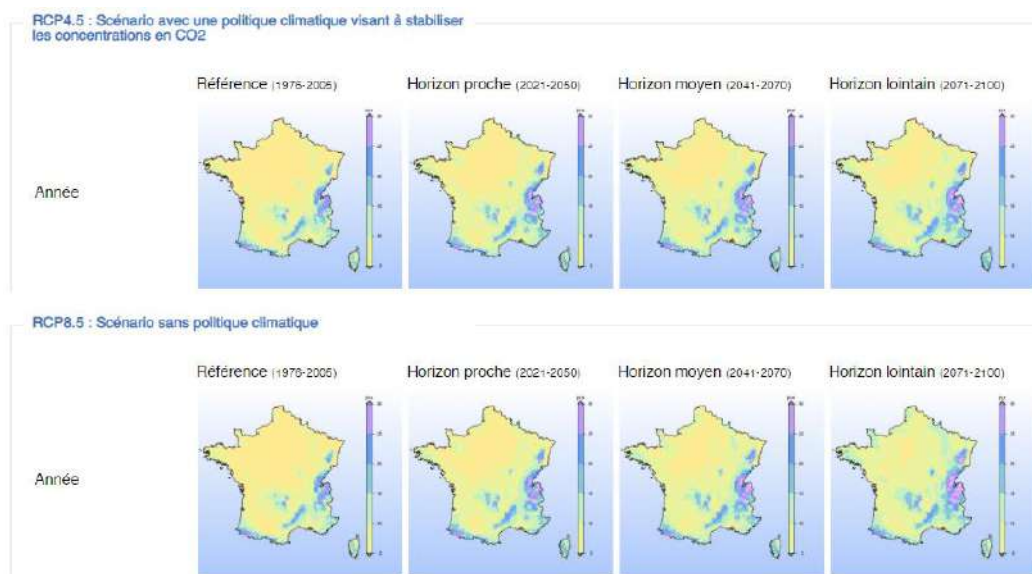 RCP4.5 : Scénario avec une politique climatique visant à stabiliser
les concentrations en CO2
Référence (1976-2005)
Horizon proche (2021-2050)
Horizon moyen (2041-2070)
Horizon lointain (2071-2100)
Année
RCP8.5 : Scénario sans politique climatique
Référence (1976-2005)
Horizon proche (2021-2050)
Horizon moyen (2041-2070)
Horizon lointain (2071-2100)
Année